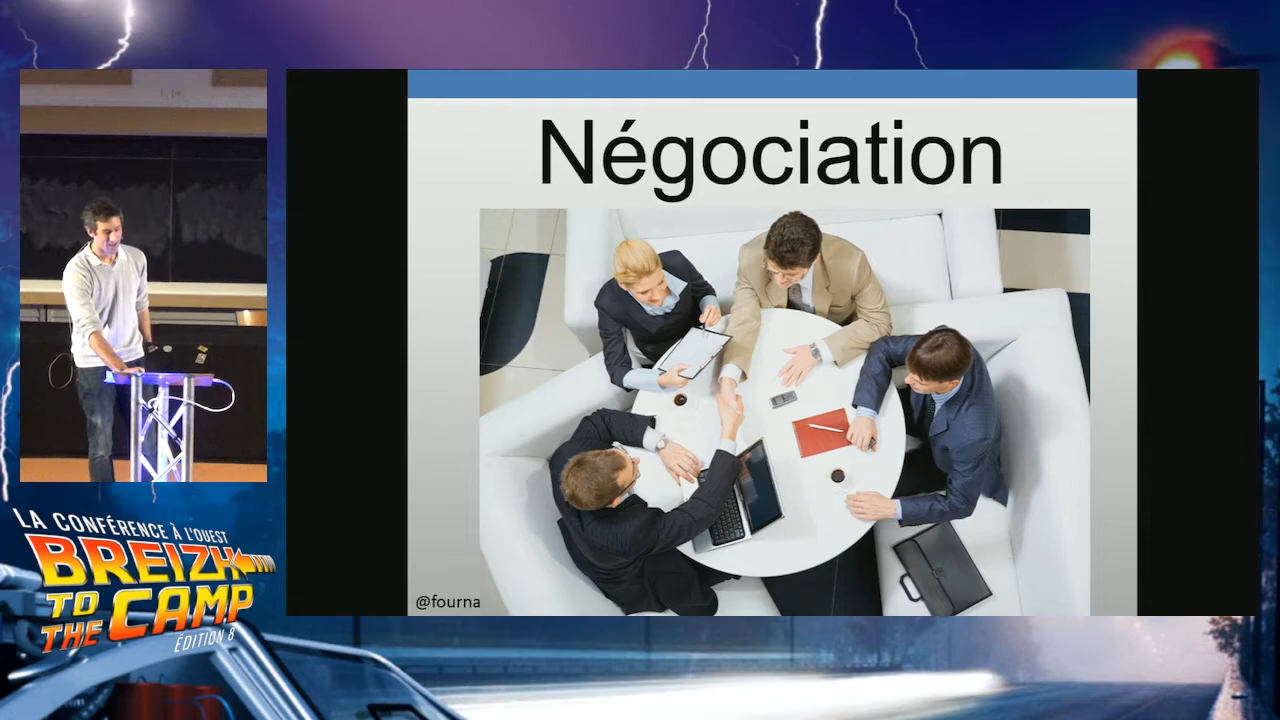 Négociation
@fourna
LA CONFÉRENCE À L'OUEST
BREIZH
TO
THE CAMP
ÉDITION 8